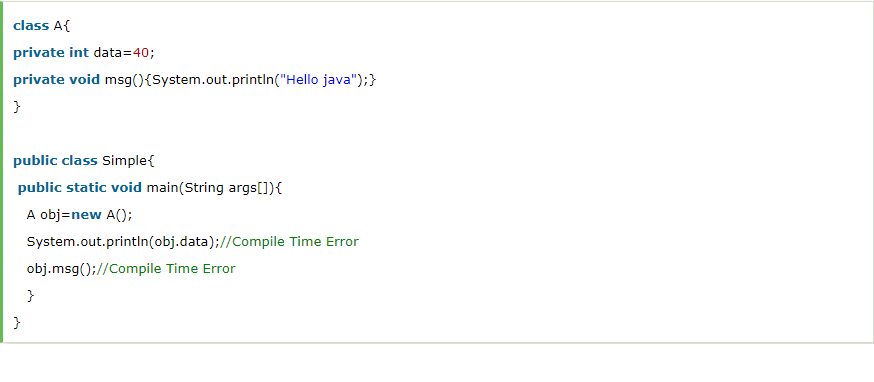 class A{
private int data=40;
private void msg(){System.out.println("Hello java");}
}
public class Simple{
public static void main(String args[]){
A obj=new A();
System.out.println(obj.data);//Compile Time Error
obj.msg();//Compile Time Error
}
}